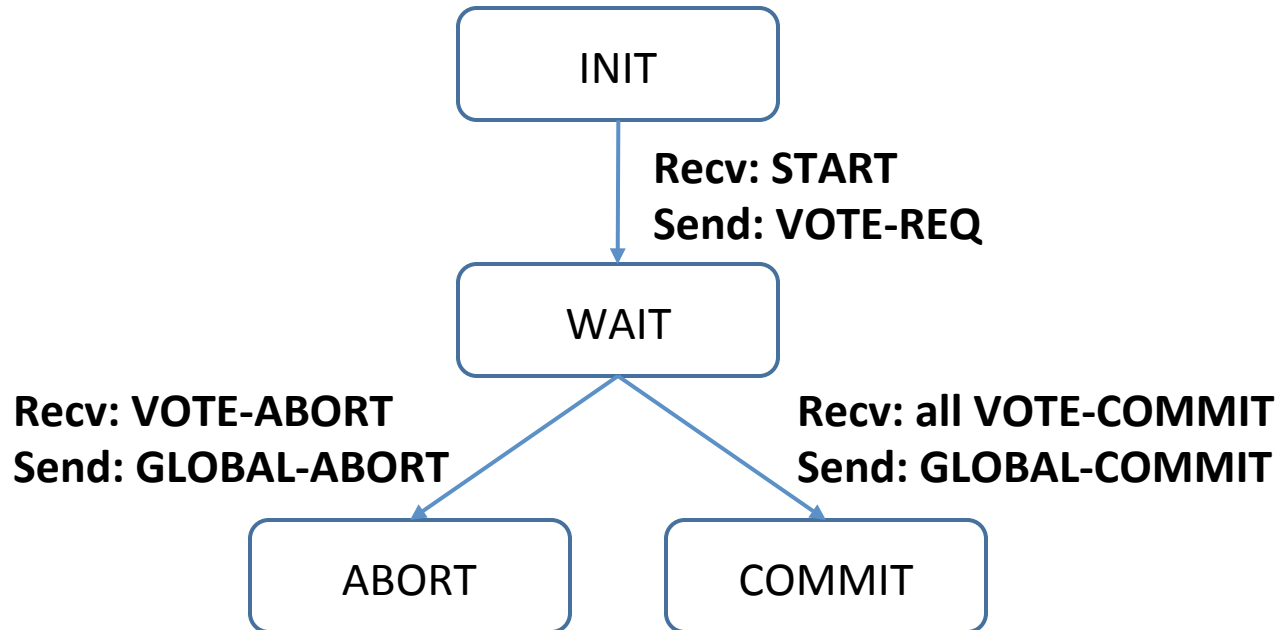 INIT
Recv: START
Send: VOTE-REQ
WAIT
Recv: VOTE-ABORT
Send: GLOBAL-ABORT
Recv: all VOTE-COMMIT
Send: GLOBAL-COMMIT
ABORT
COMMIT